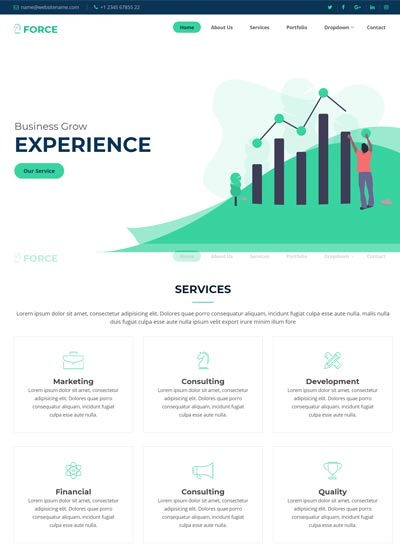 name@websitename.com +1 2345 67855 22
FORCE Home About Us Services Portfolio Dropdown Contact
Business Grow
EXPERIENCE
Our Service
FORCE Home About Us Services Portfolio Dropdown Contact
SERVICES
Lorem ipsum dolor sit amet, consectetur adipisicing elit. Dolores quae porro consequatur aliquam, incidunt fugiat culpa esse aute nulla. malis nulla
duis fugiat culpa esse aute nulla ipsum velit export irure minim illum fore
Marketing
Lorem ipsum dolor sit amet, consectetur
adipisicing elit. Dolores quae porro
consequatur aliquam, incidunt fugiat
culpa esse aute nulla.
Consulting
Lorem ipsum dolor sit amet, consectetur
adipisicing elit. Dolores quae porro
consequatur aliquam, incidunt fugiat
culpa esse aute nulla.
Development
Lorem ipsum dolor sit amet, consectetur
adipisicing elit. Dolores quae porro
consequatur aliquam, incidunt fugiat
culpa esse aute nulla.
Financial
Lorem ipsum dolor sit amet, consectetur
adipisicing elit. Dolores quae porro
consequatur aliquam, incidunt fugiat
culpa esse aute nulla.
Consulting
Lorem ipsum dolor sit amet, consectetur
adipisicing elit. Dolores quae porro
consequatur aliquam, incidunt fugiat
culpa esse aute nulla.
Quality
Lorem ipsum dolor sit amet, consectetur
adipisicing elit. Dolores quae porro
consequatur aliquam, incidunt fugiat
culpa esse aute nulla.